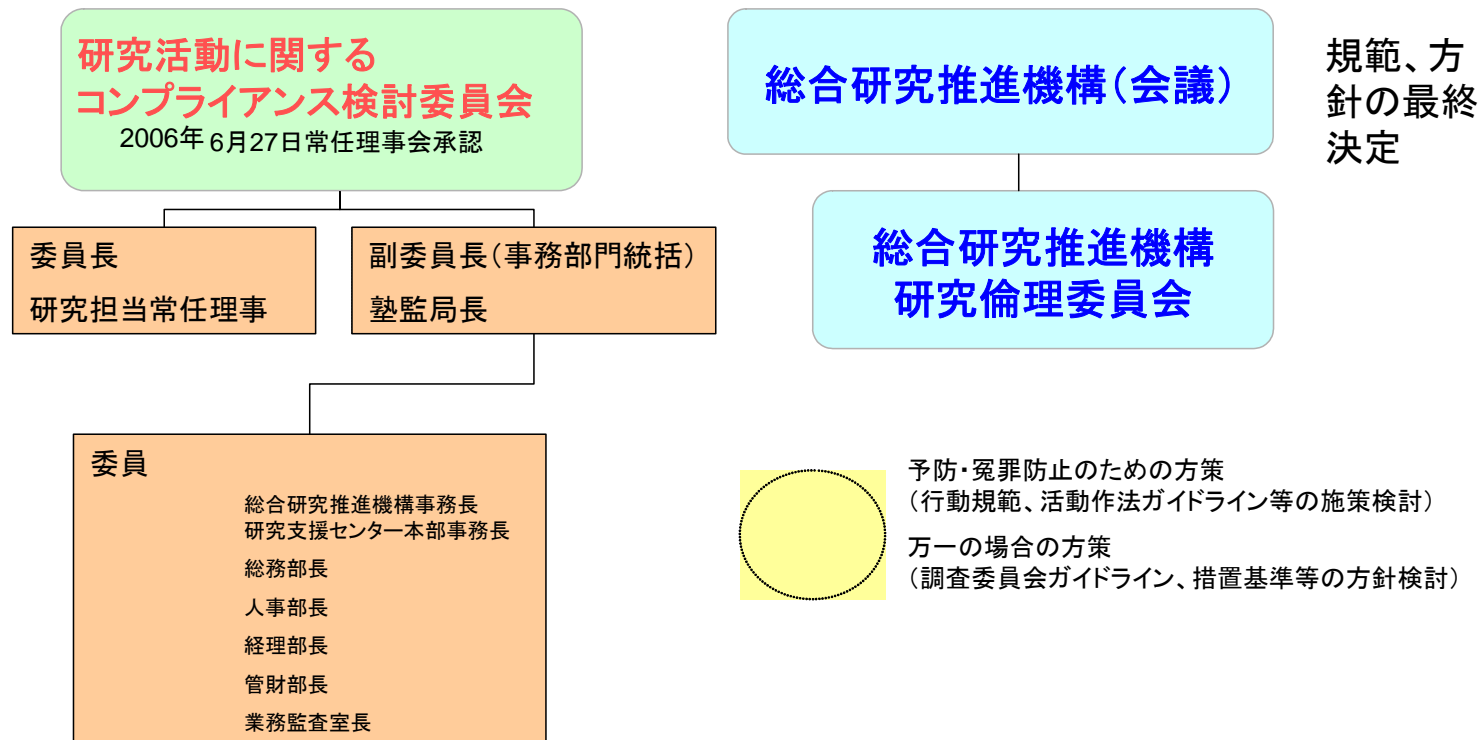 研究活動に関する
コンプライアンス検討委員会
2006年 6月27日常任理事会承認
委員長
研究担当常任理事
副委員長(事務部門統括)
塾監局長
委員
総合研究推進機構事務長
研究支援センター本部事務長
総務部長
人事部長
経理部長
管財部長
業務監査室長
総合研究推進機構(会議)
規範、方
針の最終
決定
総合研究推進機構
研究倫理委員会
予防・冤罪防止のための方策
(行動規範、活動作法ガイドライン等の施策検討)
万一の場合の方策
(調査委員会ガイドライン、措置基準等の方針検討)